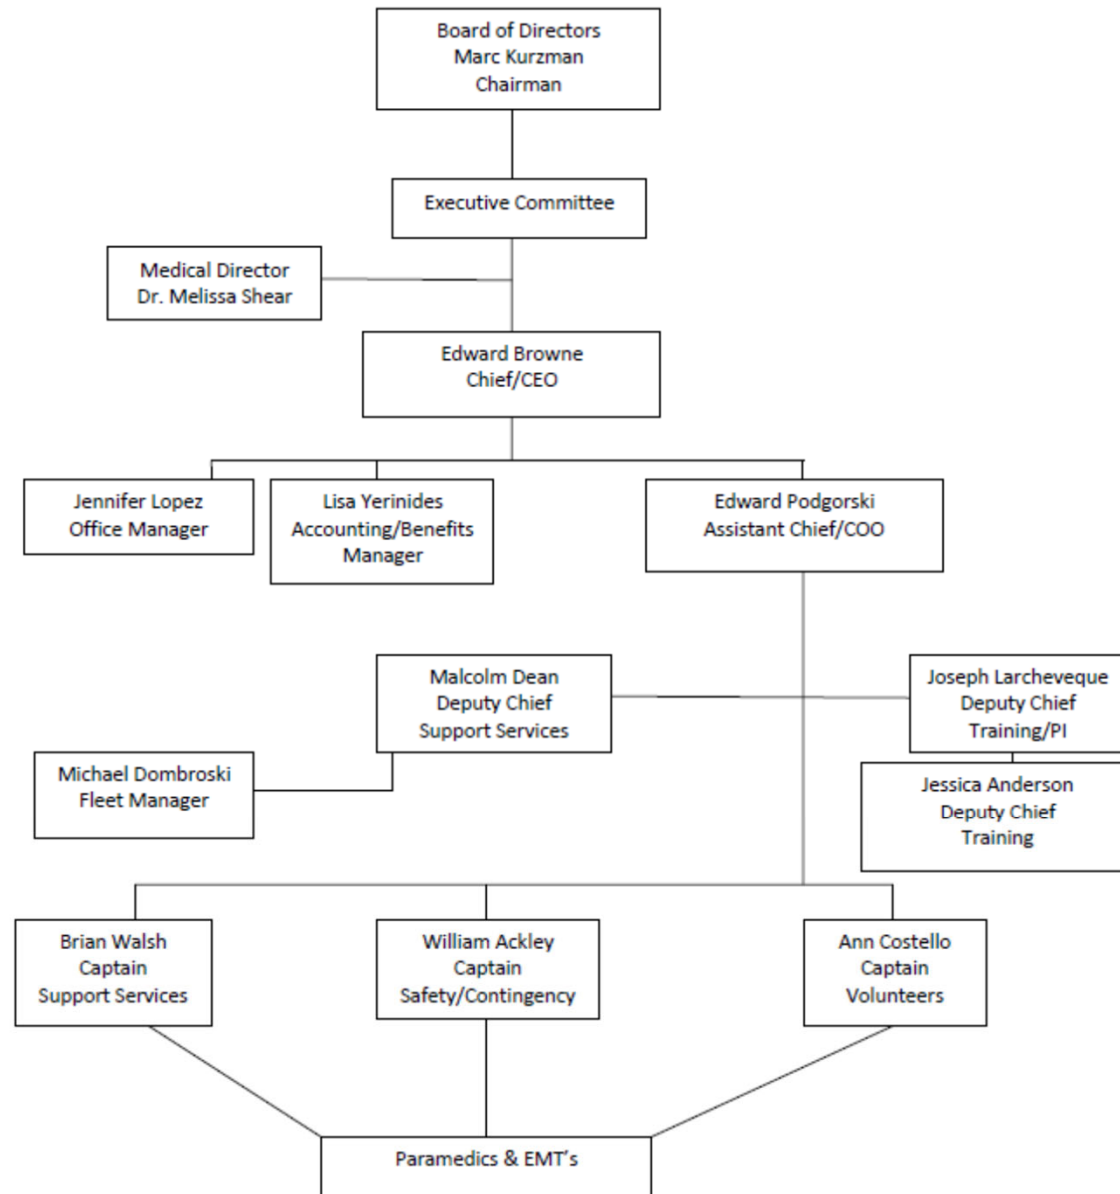 Board of Directors
Marc Kurzman
Chairman
Executive Committee
Medical Director
Dr. Melissa Shear
Edward Browne
Chief/CEO
Jennifer Lopez
Office Manager
Lisa Yerinides
Accounting/Benefits
Manager
Edward Podgorski
Assistant Chief/COO
Malcolm Dean
Deputy Chief
Support Services
Joseph Larcheveque
Deputy Chief
Training/PI
Michael Dombroski
Fleet Manager
Jessica Anderson
Deputy Chief
Training
Brian Walsh
Captain
Support Services
William Ackley
Captain
Safety/Contingency
Ann Costello
Captain
Volunteers
Paramedics & EMT’s